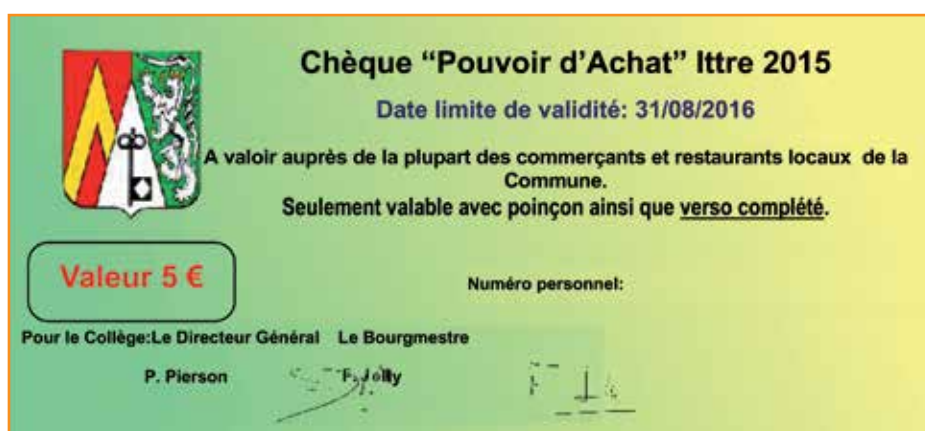 Chèque “Pouvoir d’Achat” Ittre 2015
Date limite de validité: 31/08/2016
A valoir auprès de la plupart des commerçants et restaurants locaux de la
Commune.
Seulement valable avec poinçon ainsi que verso complété.
Valeur 5 €
Numéro personnel:
Pour le Collège:Le Directeur Général Le Bourgmestre
P. Pierson F. Jolly